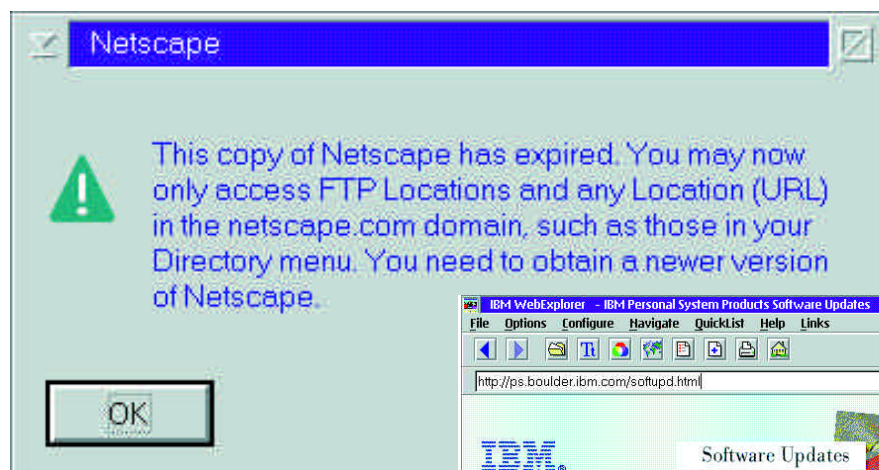 Netscape
This copy of Netscape has expired. You may now
only access FTP Locations and any Location (URL)
in the netscape.com domain, such as those in your
Directory menu. You need to obtain a newer version
of Netscape.
OK
IBM WebExplorer - IBM Personal System Products Software Updates
File Options Configure Navigate QuickList Help Links
Tt
http://ps.boulder.ibm.com/softupd.html
IBM®
Software Updates